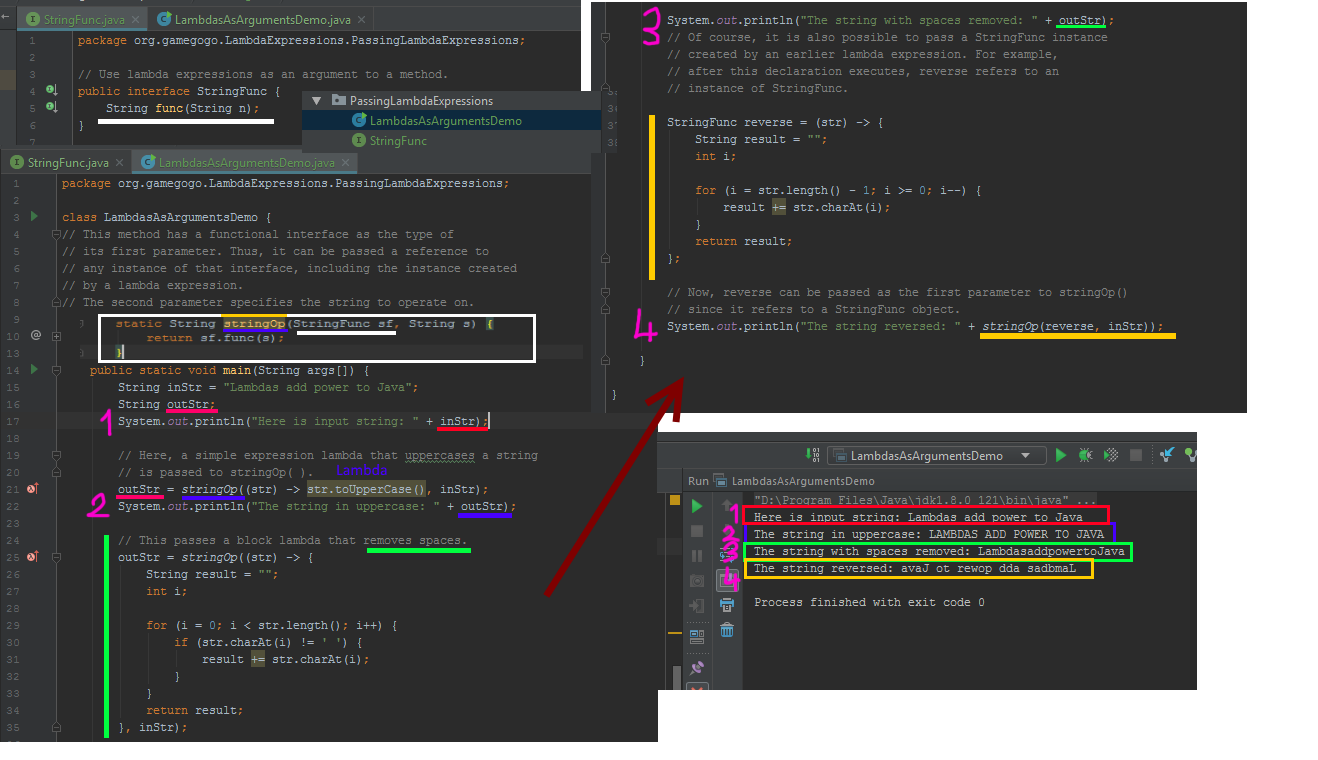 StringFunc.java
LambdasAsArgumentsDemo.java
1 package org.gamegogo.LambdaExpressions.PassingLambdaExpressions;
2
3 // Use lambda expressions as an argument to a method.
4 public interface StringFunc {
5 String func(String n);
6 }
7
PassingLambdaExpressions
LambdasAsArgumentsDemo
StringFunc
StringFunc.java
LambdasAsArgumentsDemo.java
1 package org.gamegogo.LambdaExpressions.PassingLambdaExpressions;
2
3 class LambdasAsArgumentsDemo {
4 // This method has a functional interface as the type of
5 // its first parameter. Thus, it can be passed a reference to
6 // any instance of that interface, including the instance created
7 // by a lambda expression.
8 // The second parameter specifies the string to operate on.
9 static String stringOp(StringFunc sf, String s) {
10 return sf.func(s);
13 }
14 public static void main(String args[]) {
15 String inStr = "Lambdas add power to Java";
16 String outStr;
17 1 System.out.println("Here is input string: " + inStr);
18
19 // Here, a simple expression lambda that uppercases a string
20 // is passed to stringOp( ). Lambda
21 outStr = stringOp((str) -> str.toUpperCase(), inStr);
22 2 System.out.println("The string in uppercase: " + outStr);
23
24 // This passes a block lambda that removes spaces.
25 outStr = stringOp((str) -> {
26 String result = "";
27 int i;
28
29 for (i = 0; i < str.length(); i++) {
30 if (str.charAt(i) != ' ') {
31 result += str.charAt(i);
32 }
33 }
34 return result;
35 }, inStr);
3 System.out.println("The string with spaces removed: " + outStr);
// Of course, it is also possible to pass a StringFunc instance
// created by an earlier lambda expression. For example,
// after this declaration executes, reverse refers to an
// instance of StringFunc.
StringFunc reverse = (str) -> {
String result = "";
int i;
for (i = str.length() - 1; i >= 0; i--) {
result += str.charAt(i);
}
return result;
};
// Now, reverse can be passed as the first parameter to stringOp()
// since it refers to a StringFunc object.
4 System.out.println("The string reversed: " + stringOp(reverse, inStr));
}
}
LambdasAsArgumentsDemo
Run LambdasAsArgumentsDemo
"D:\Program Files\Java\jdk1.8.0_121\bin\java" ...
1 Here is input string: Lambdas add power to Java
2 The string in uppercase: LAMBDAS ADD POWER TO JAVA
3 The string with spaces removed: LambdasaddpowertoJava
4 The string reversed: avaJ ot rewop dda sadbmaL
Process finished with exit code 0